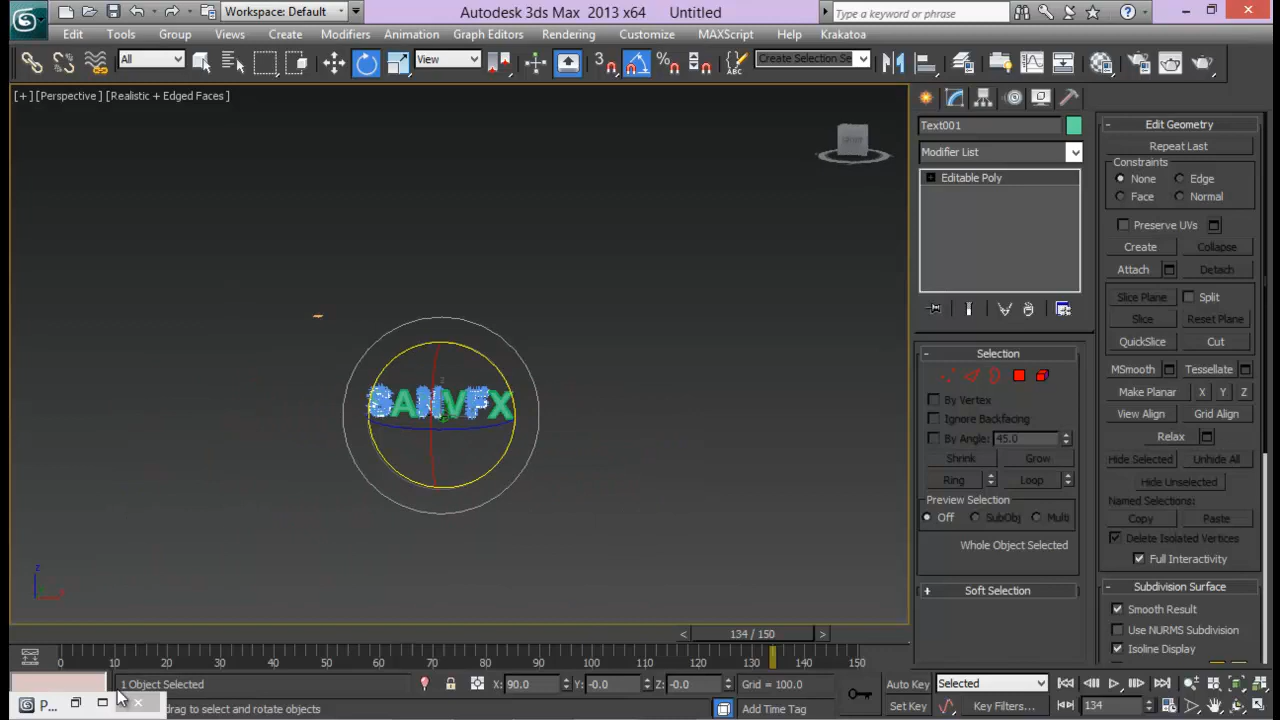 Workspace: Default
Autodesk 3ds Max 2013 x64 Untitled
Type a keyword or phrase
Edit Tools Group Views Create Modifiers Animation Graph Editors Rendering Customize MAXScript Help Krakatoa
All
View
3
Create Selection Se
[+] [Perspective ] [Realistic + Edged Faces ]
SANVFX
z
x
Text001
Modifier List
Editable Poly
Selection
By Vertex
Ignore Backfacing
By Angle: 45.0
Shrink Grow
Ring Loop
Preview Selection
Off SubObj Multi
Whole Object Selected
Soft Selection
Edit Geometry
Repeat Last
Constraints
None Edge
Face Normal
Preserve UVs
Create Collapse
Attach Detach
Slice Plane Split
Slice Reset Plane
QuickSlice Cut
MSmooth Tessellate
Make Planar X Y Z
View Align Grid Align
Relax
Hide Selected Unhide All
Hide Unselected
Named Selections:
Copy Paste
Delete Isolated Vertices
Full Interactivity
Subdivision Surface
Smooth Result
Use NURMS Subdivision
Isoline Display
< 134 / 150 >
0 10 20 30 40 50 60 70 80 90 100 110 120 130 140 150
1 Object Selected
X: 90.0 Y: -0.0 Z: -0.0 Grid = 100.0
Auto Key Selected
P...
drag to select and rotate objects
Add Time Tag
Set Key Key Filters... 134